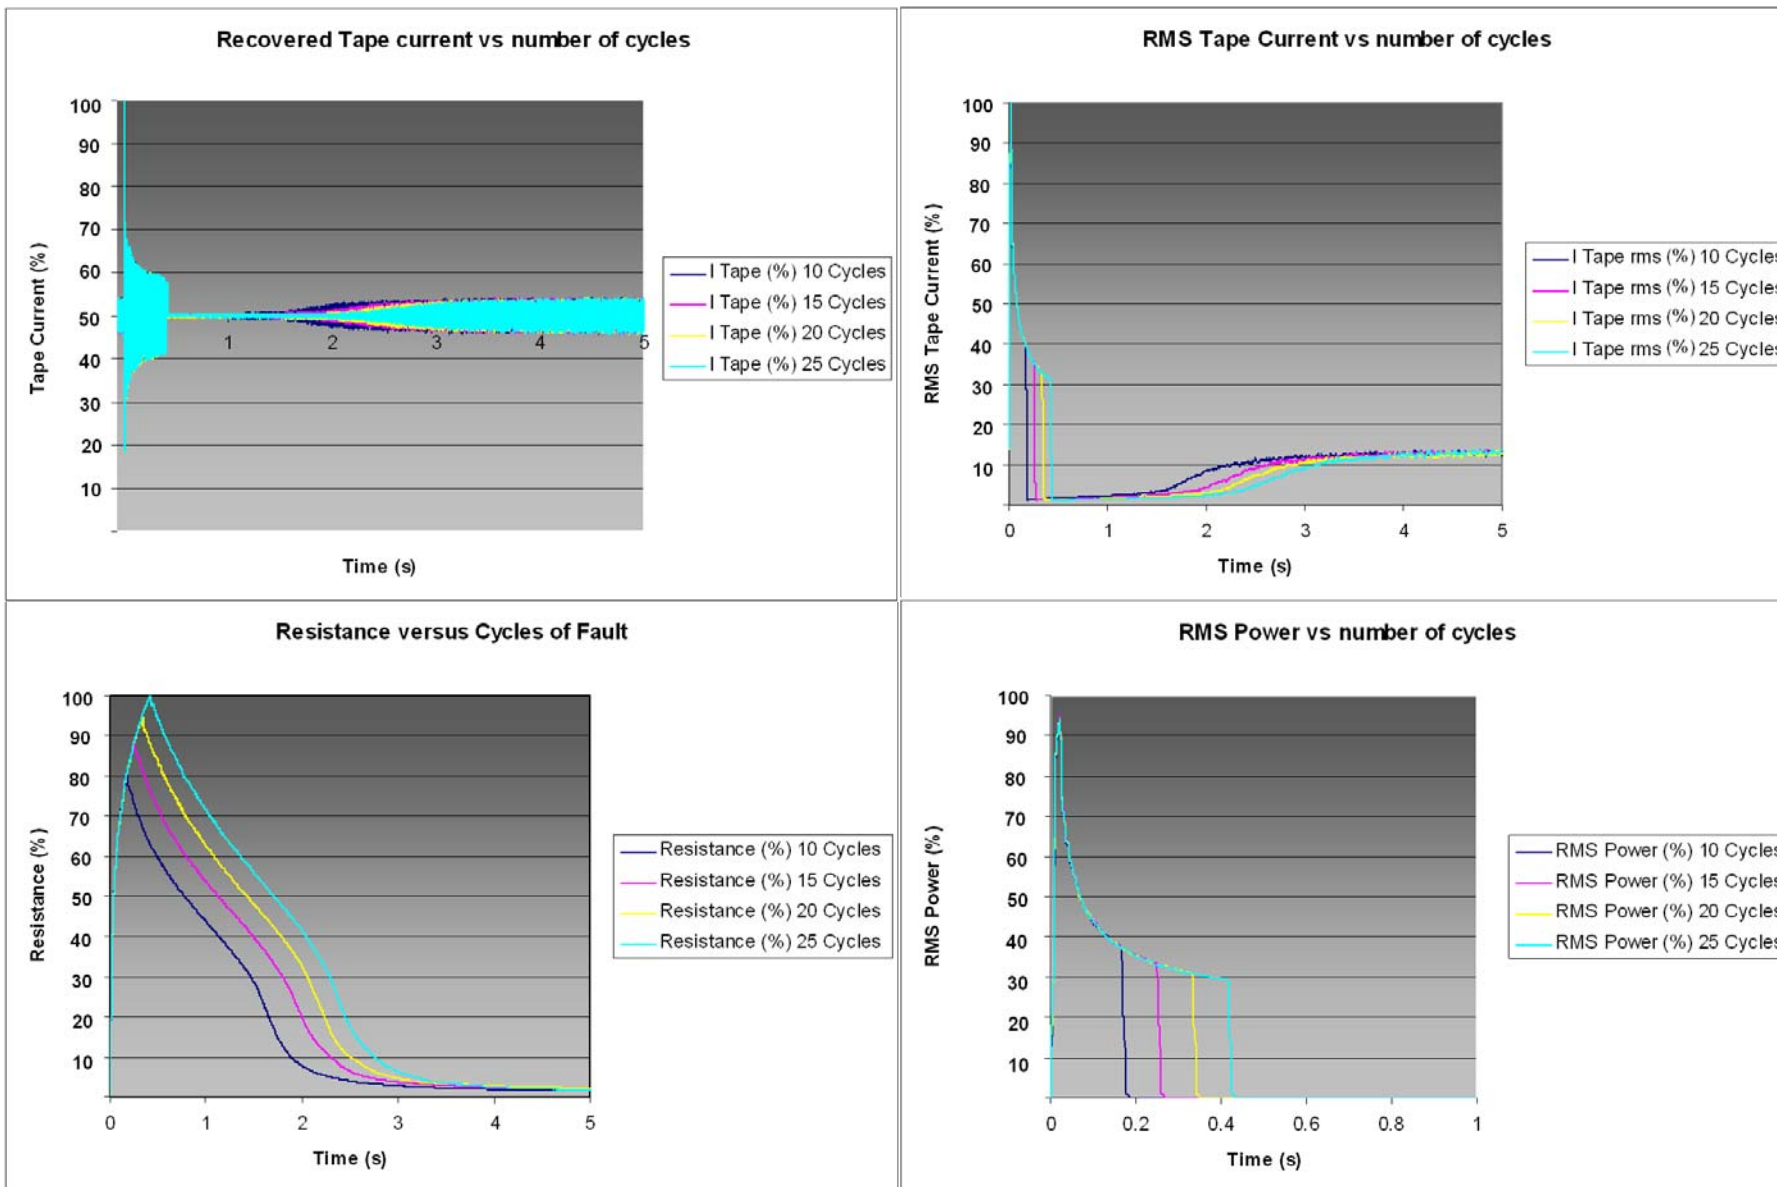 Recovered Tape current vs number of cycles
100
90
80
70
60
50
40
30
20
10
1
2
3
4
5
Tape Current (%)
Time (s)
I Tape (%) 10 Cycles
I Tape (%) 15 Cycles
I Tape (%) 20 Cycles
I Tape (%) 25 Cycles
RMS Tape Current vs number of cycles
100
90
80
70
60
50
40
30
20
10
0
1
2
3
4
5
RMS Tape Current (%)
Time (s)
I Tape rms (%) 10 Cycles
I Tape rms (%) 15 Cycles
I Tape rms (%) 20 Cycles
I Tape rms (%) 25 Cycles
Resistance versus Cycles of Fault
100
90
80
70
60
50
40
30
20
10
0
1
2
3
4
5
Resistance (%)
Time (s)
Resistance (%) 10 Cycles
Resistance (%) 15 Cycles
Resistance (%) 20 Cycles
Resistance (%) 25 Cycles
RMS Power vs number of cycles
100
90
80
70
60
50
40
30
20
10
0
0.2
0.4
0.6
0.8
1
RMS Power (%)
Time (s)
RMS Power (%) 10 Cycles
RMS Power (%) 15 Cycles
RMS Power (%) 20 Cycles
RMS Power (%) 25 Cycles